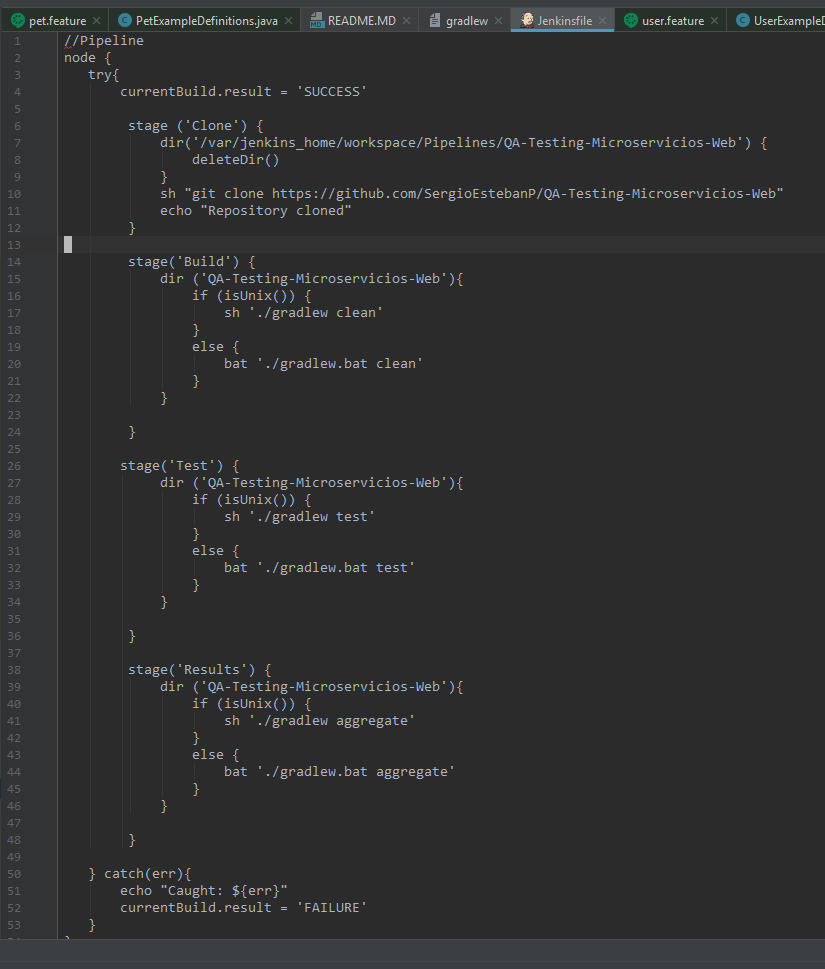 pet.feature PetExampleDefinitions.java README.MD gradlew Jenkinsfile user.feature UserExampleD
1 //Pipeline
2 node {
3 try{
4 currentBuild.result = 'SUCCESS'
5
6 stage ('Clone') {
7 dir('/var/jenkins_home/workspace/Pipelines/QA-Testing-Microservicios-Web') {
8 deleteDir()
9 }
10 sh "git clone https://github.com/SergioEstebanP/QA-Testing-Microservicios-Web"
11 echo "Repository cloned"
12 }
13
14 stage('Build') {
15 dir ('QA-Testing-Microservicios-Web'){
16 if (isUnix()) {
17 sh './gradlew clean'
18 }
19 else {
20 bat './gradlew.bat clean'
21 }
22 }
23
24 }
25
26 stage('Test') {
27 dir ('QA-Testing-Microservicios-Web'){
28 if (isUnix()) {
29 sh './gradlew test'
30 }
31 else {
32 bat './gradlew.bat test'
33 }
34 }
35
36 }
37
38 stage('Results') {
39 dir ('QA-Testing-Microservicios-Web'){
40 if (isUnix()) {
41 sh './gradlew aggregate'
42 }
43 else {
44 bat './gradlew.bat aggregate'
45 }
46 }
47
48 }
49
50 } catch(err){
51 echo "Caught: ${err}"
52 currentBuild.result = 'FAILURE'
53 }